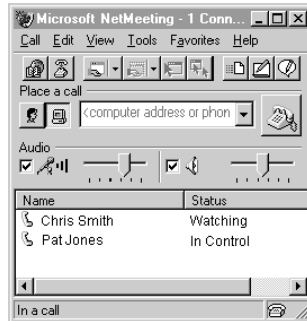 Microsoft NetMeeting - 1 Conn...
Call Edit View Tools Favorites Help
Place a call
<computer address or phon
Audio
Name Status
Chris Smith Watching
Pat Jones In Control
In a call